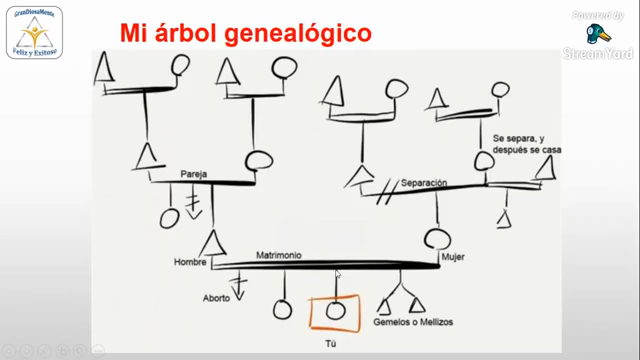 GranDiosaMente
Feliz y Exitoso
Mi árbol genealógico
Powered by
StreamYard
Se separa, y
después se casa
Pareja
Separación
Hombre
Matrimonio
Mujer
Aborto
Gemelos o Mellizos
Tú